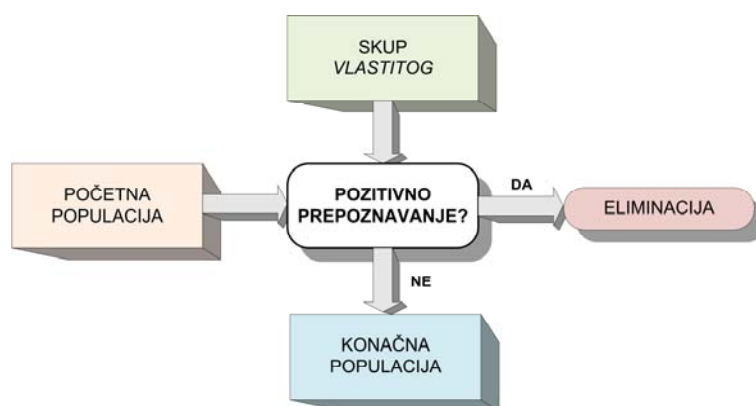 SKUP
VLASTITOG
POČETNA
POPULACIJA
POZITIVNO
PREPOZNAVANJE?
DA
ELIMINACIJA
NE
KONAČNA
POPULACIJA